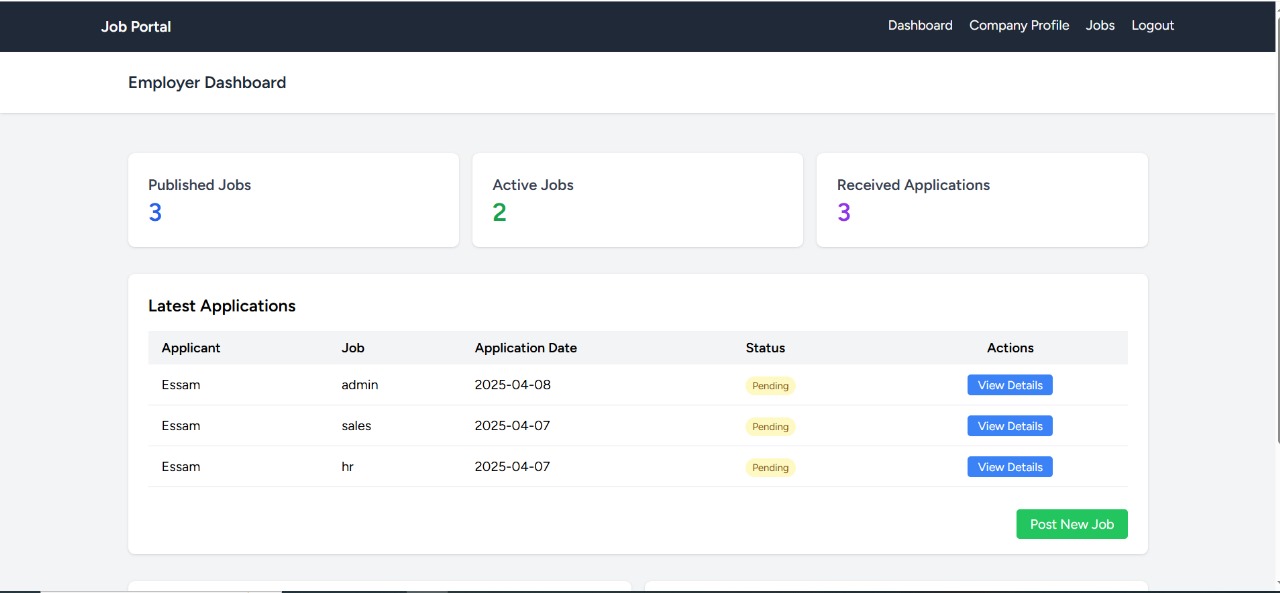 Job Portal Dashboard Company Profile Jobs Logout
Employer Dashboard
Published Jobs
3
Active Jobs
2
Received Applications
3
Latest Applications
Applicant Job Application Date Status Actions
Essam admin 2025-04-08 Pending View Details
Essam sales 2025-04-07 Pending View Details
Essam hr 2025-04-07 Pending View Details
Post New Job